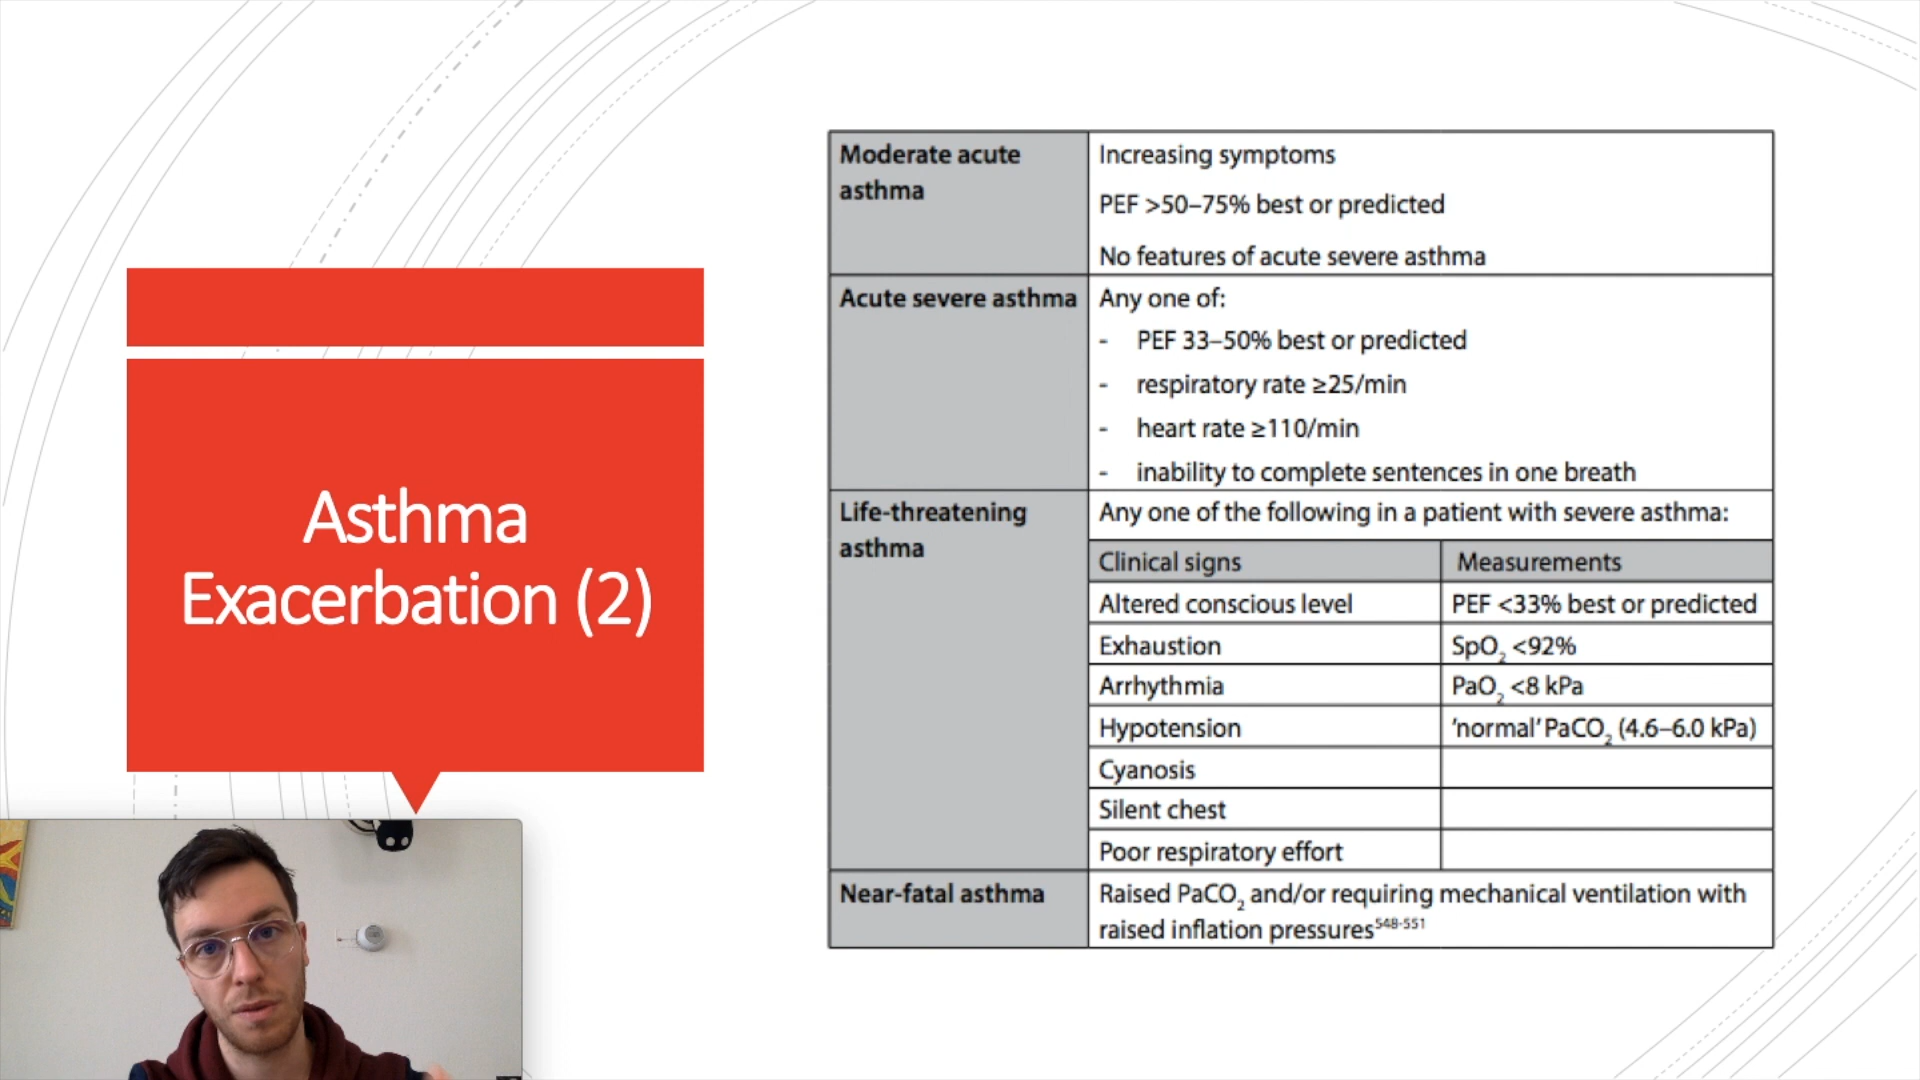 Asthma
Exacerbation (2)
Moderate acute
asthma
Increasing symptoms
PEF >50–75% best or predicted
No features of acute severe asthma
Acute severe asthma
Any one of:
- PEF 33–50% best or predicted
- respiratory rate ≥25/min
- heart rate ≥110/min
- inability to complete sentences in one breath
Life-threatening
asthma
Any one of the following in a patient with severe asthma:
Clinical signs Measurements
Altered conscious level PEF <33% best or predicted
Exhaustion SpO₂ <92%
Arrhythmia PaO₂ <8 kPa
Hypotension 'normal' PaCO₂ (4.6–6.0 kPa)
Cyanosis
Silent chest
Poor respiratory effort
Near-fatal asthma
Raised PaCO₂ and/or requiring mechanical ventilation with
raised inflation pressures⁵⁴⁸⁻⁵⁵¹